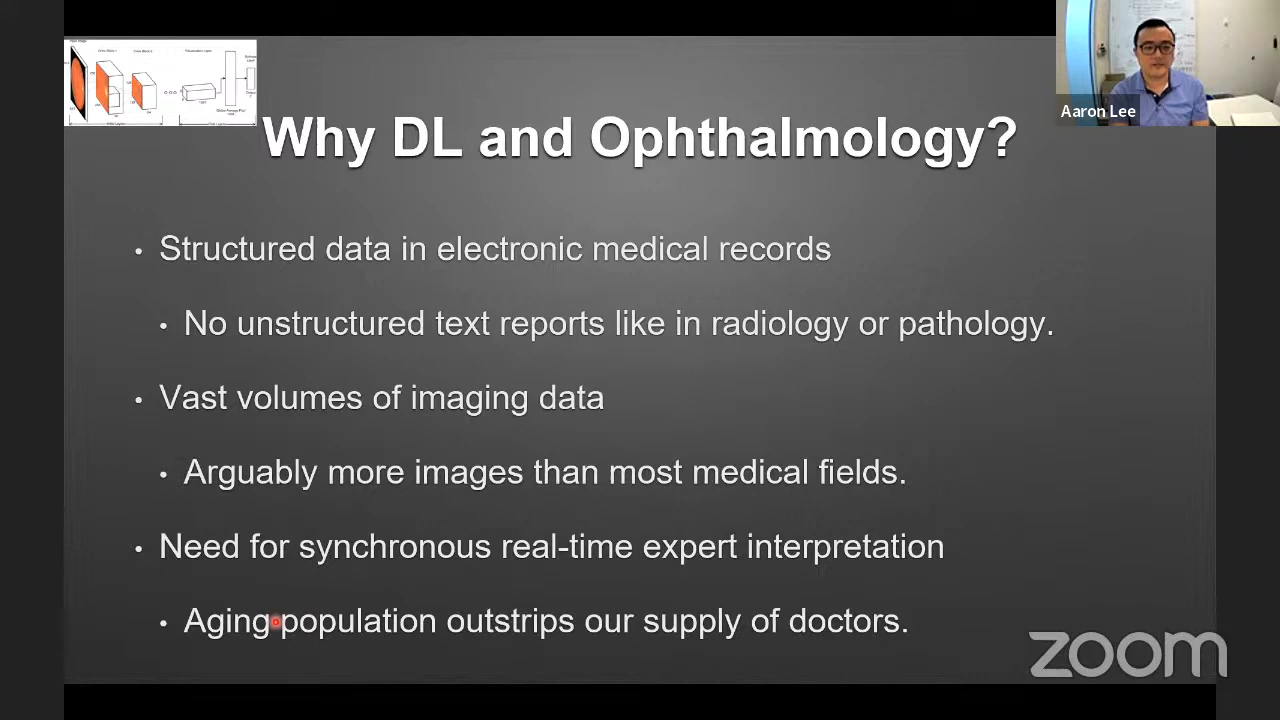 Why DL and Ophthalmology?
Aaron Lee
• Structured data in electronic medical records
• No unstructured text reports like in radiology or pathology.
• Vast volumes of imaging data
• Arguably more images than most medical fields.
• Need for synchronous real-time expert interpretation
• Aging population outstrips our supply of doctors.
zoom